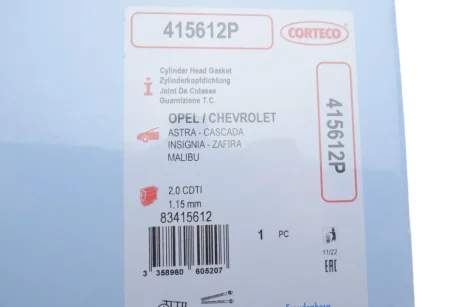 415612P
CORTECO
Cylinder Head Gasket
Zylinderkopfdichtung
Joint De Culasse
Guarnizione T.C.
415612P
OPEL / CHEVROLET
ASTRA - CASCADA
INSIGNIA - ZAFIRA
MALIBU
2,0 CDTI
1,15 mm
83415612
1 PC
11/22
EAC
3 358960 605207